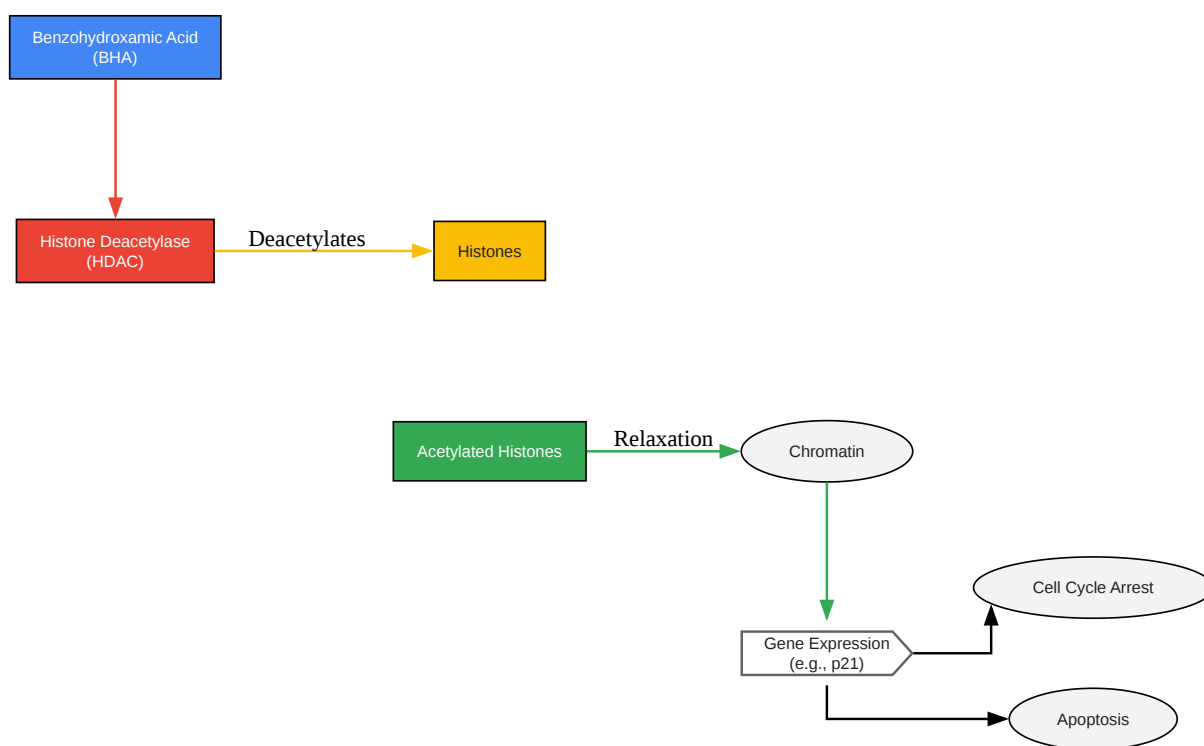 Benzohydroxamic Acid
(BHA)
Histone Deacetylase
(HDAC)
Deacetylates
Histones
Acetylated Histones
Relaxation
Chromatin
Cell Cycle Arrest
Gene Expression
(e.g., p21)
Apoptosis